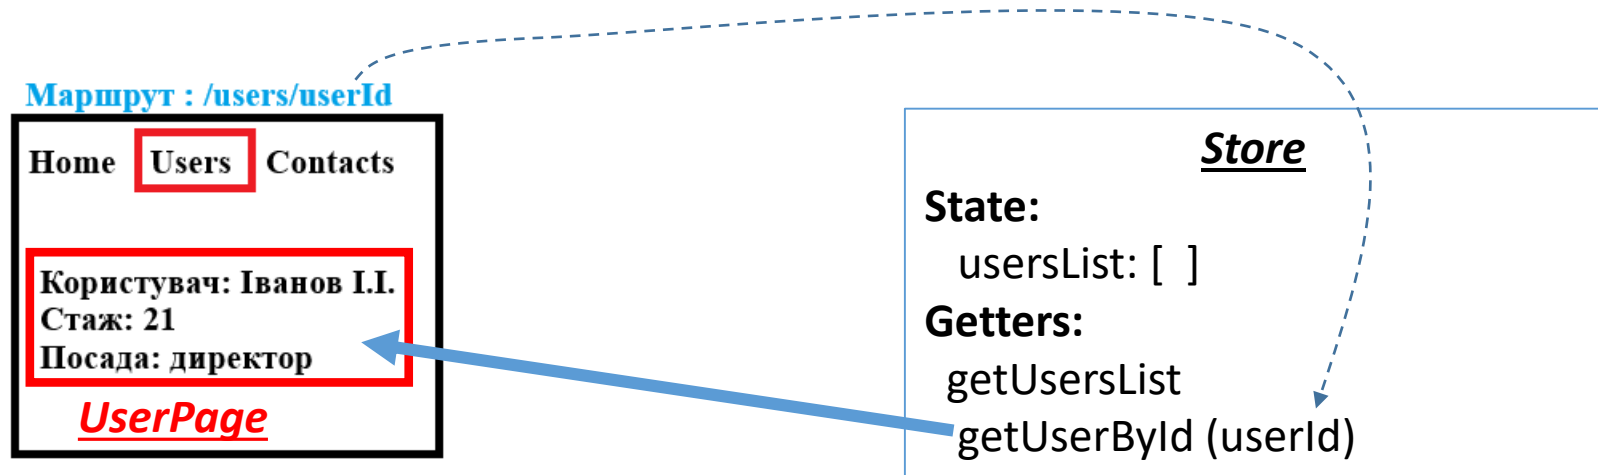 Маршрут : /users/userId
Home Users Contacts
Користувач: Іванов І.І.
Стаж: 21
Посада: директор
UserPage
Store
State:
usersList: [ ]
Getters:
getUsersList
getUserById (userId)